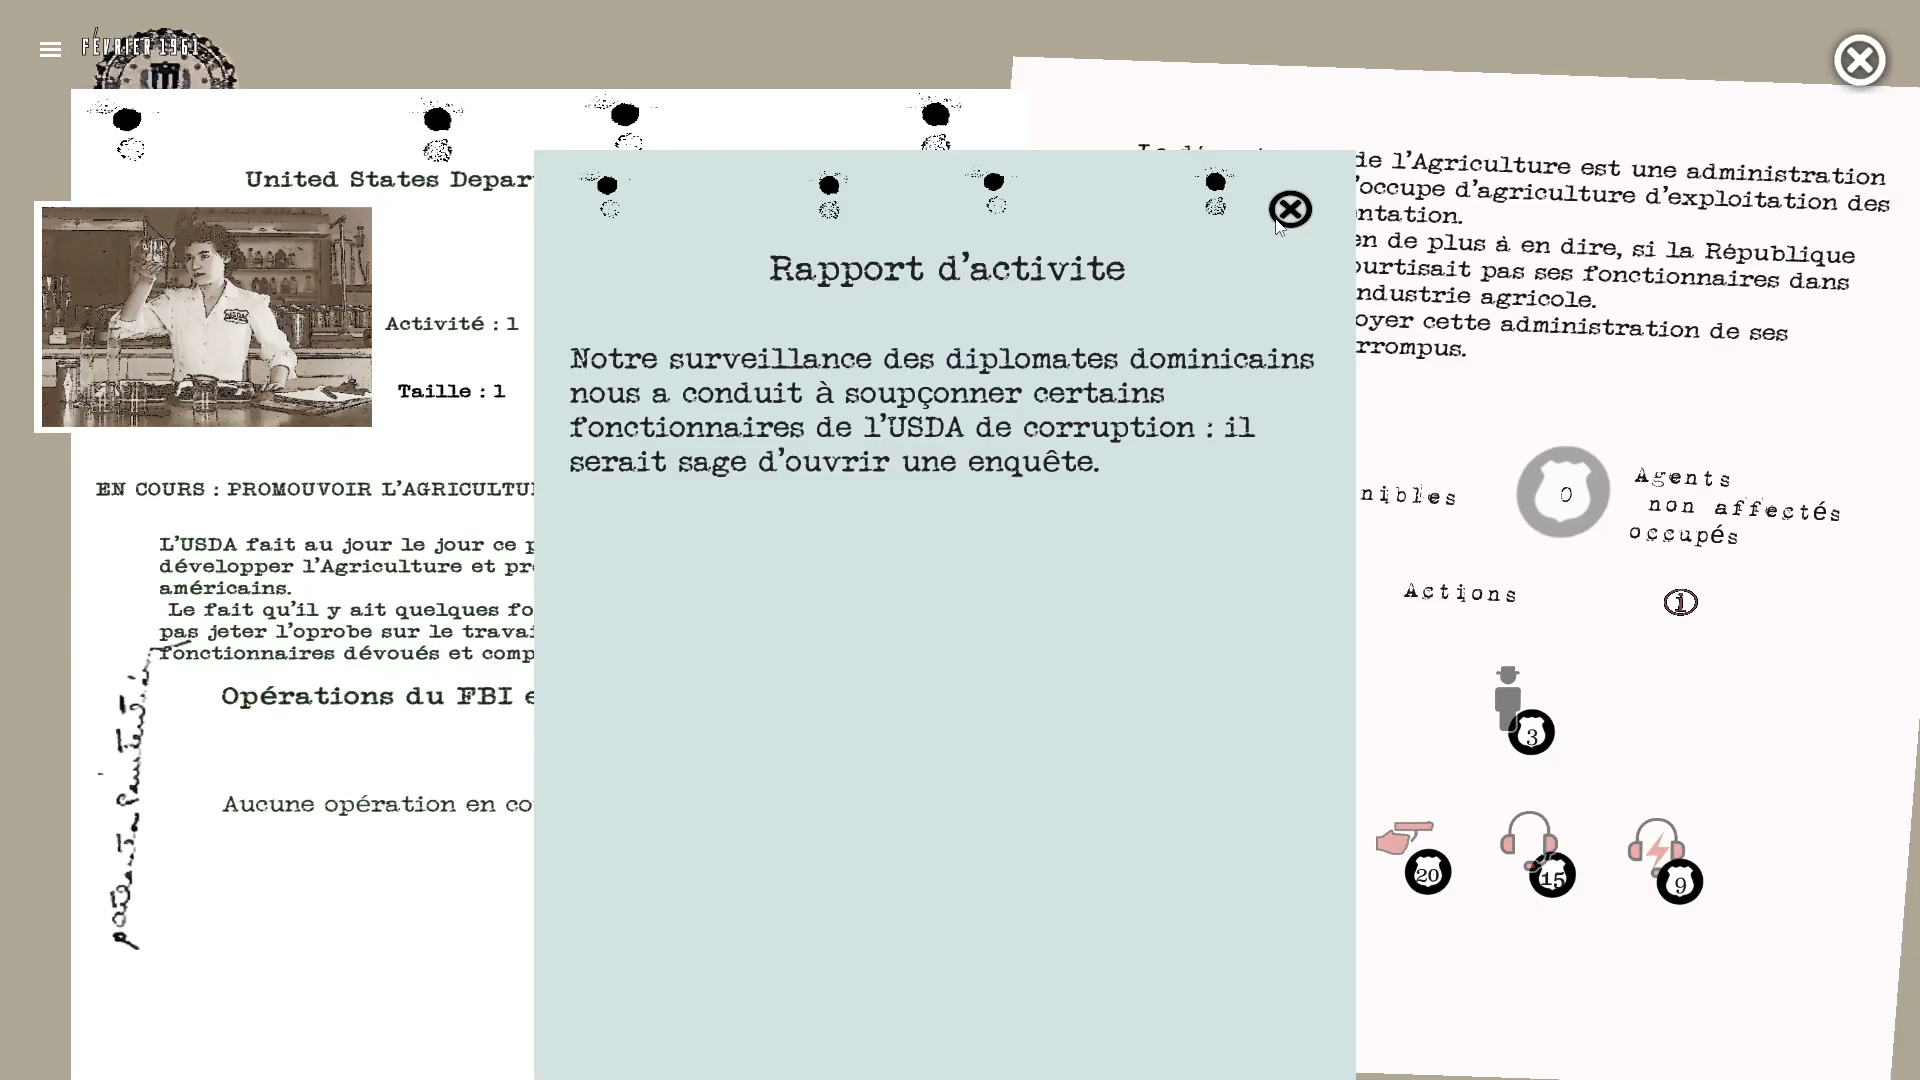 FÉVRIER 1961
United States Depar
Activité : 1
Taille : 1
EN COURS : PROMOUVOIR L'AGRICULTU
L'USDA fait au jour le jour ce p
développer l'Agriculture et pr
américains.
Le fait qu'il y ait quelques fo
pas jeter l'oprobe sur le travai
fonctionnaires dévoués et comp
Opérations du FBI e
Aucune opération en co
Rapport d'activite
Notre surveillance des diplomates dominicains
nous a conduit à soupçonner certains
fonctionnaires de l'USDA de corruption : il
serait sage d'ouvrir une enquête.
de l'Agriculture est une administration
'occupe d'agriculture d'exploitation des
ntation.
en de plus à en dire, si la République
ourtisait pas ses fonctionnaires dans
ndustrie agricole.
oyer cette administration de ses
rrompus.
nibles
0
Agents
non affectés
occupés
Actions
i
3
20
15
9